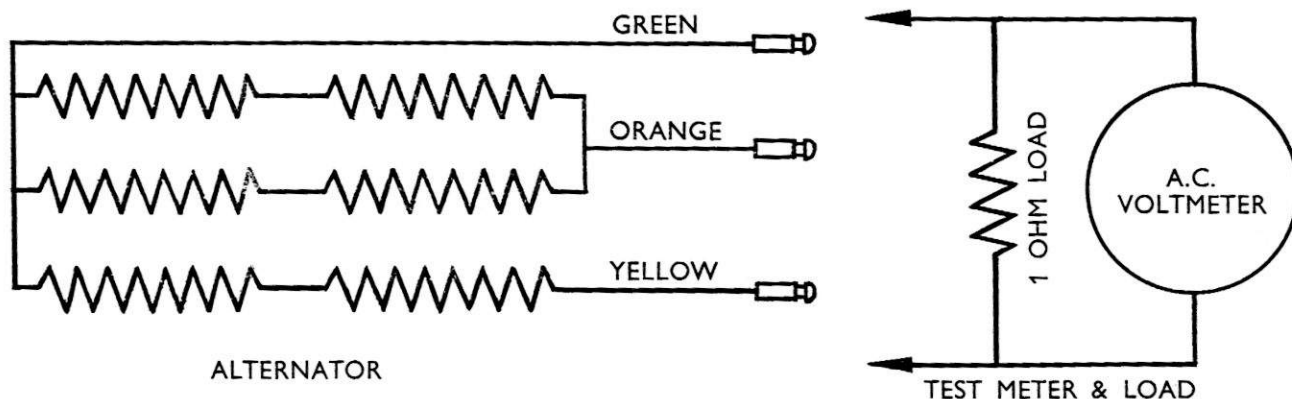 GREEN
ORANGE
YELLOW
ALTERNATOR
1 OHM LOAD
A.C.
VOLTMETER
TEST METER & LOAD